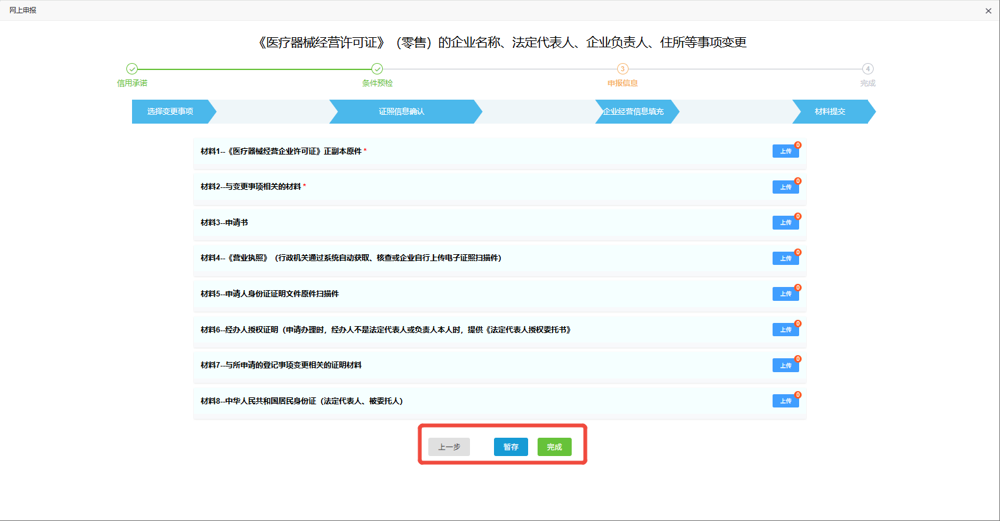 网上申报
《医疗器械经营许可证》（零售）的企业名称、法定代表人、企业负责人、住所等事项变更
3
4
信用承诺
条件预检
申报信息
完成
选择变更事项
证照信息确认
企业经营信息填充
材料提交
材料1--《医疗器械经营企业许可证》正副本原件 *
上传
0
材料2--与变更事项相关的材料 *
上传
0
材料3--申请书
上传
0
材料4--《营业执照》（行政机关通过系统自动获取、核查或企业自行上传电子证照扫描件）
上传
0
材料5--申请人身份证证明文件原件扫描件
上传
0
材料6--经办人授权证明（申请办理时，经办人不是法定代表人或负责人本人时，提供《法定代表人授权委托书》
上传
0
材料7--与所申请的登记事项变更相关的证明材料
上传
0
材料8--中华人民共和国居民身份证（法定代表人、被委托人）
上传
0
上一步
暂存
完成